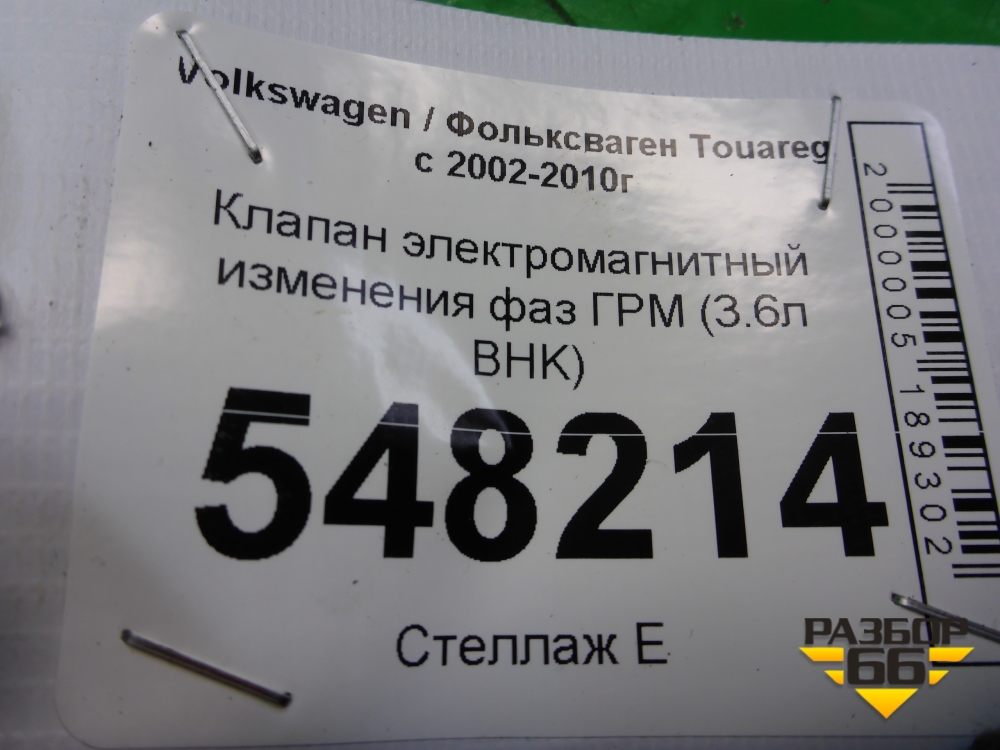 Volkswagen / Фольксваген Touareg
с 2002-2010г
Клапан электромагнитный
изменения фаз ГРМ (3.6л
BHK)
548214
Стеллаж Е
2000005189302
РАЗБОР
66